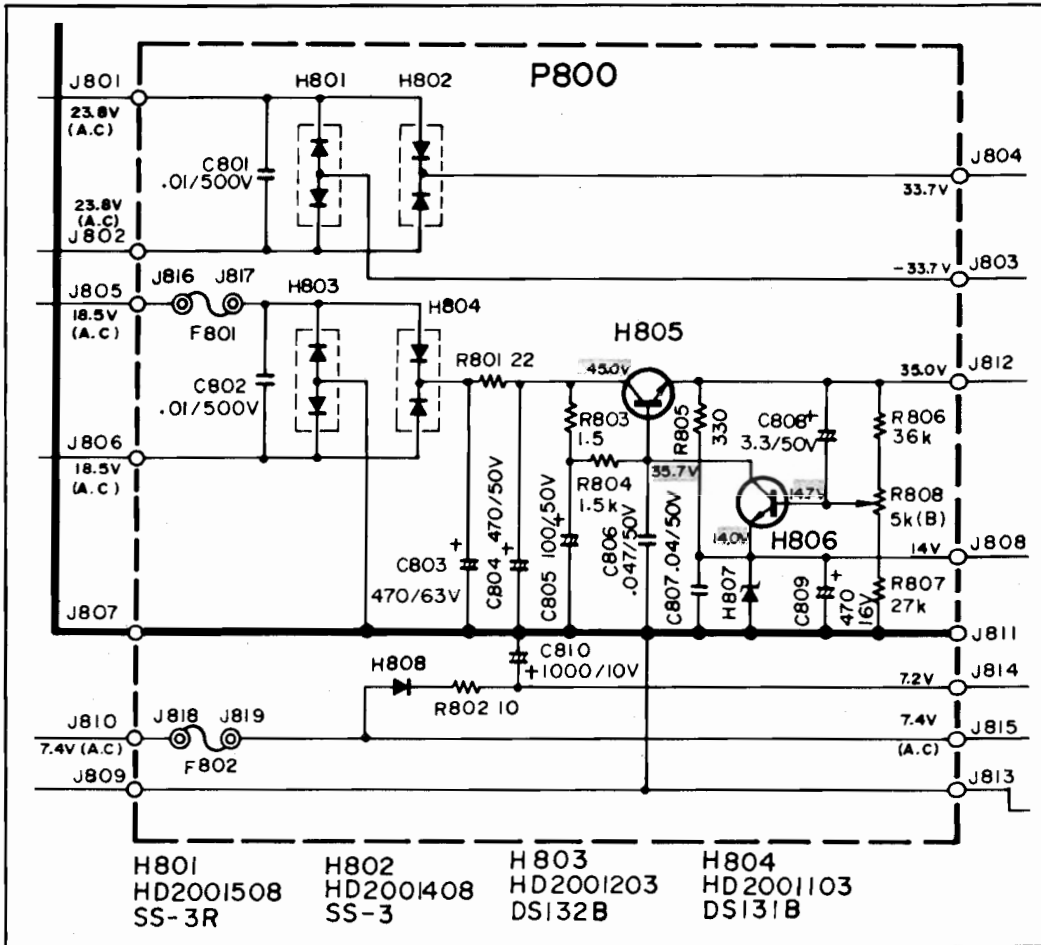 P800
J801
23.8V
(A.C)
H801
H802
C801
.01/500V
J804
33.7V
23.8V
(A.C)
J802
-33.7V
J803
J805
18.5V
(A.C)
J816
J817
F801
H803
H804
C802
.01/500V
R801 22
H805
45.0V
35.0V
J812
R803
1.5
R804
1.5k
R805
330
C808+
3.3/50V
R806
36k
35.7V
14.7V
R808
5k(B)
J806
18.5V
(A.C)
14.0V
H806
14V
J808
+
C803
470/63V
+
C804 470/50V
+
C805 100/50V
C806
.047/50V
C807 .04/50V
H807
+
C809
470
16V
R807
27k
J807
J811
C810
+1000/10V
H808
R802 10
7.2V
J814
J810
7.4V (A.C)
J818
J819
F802
7.4V
(A.C)
J815
J809
J813
H801
HD2001508
SS-3R
H802
HD2001408
SS-3
H803
HD2001203
DS132B
H804
HD2001103
DS131B